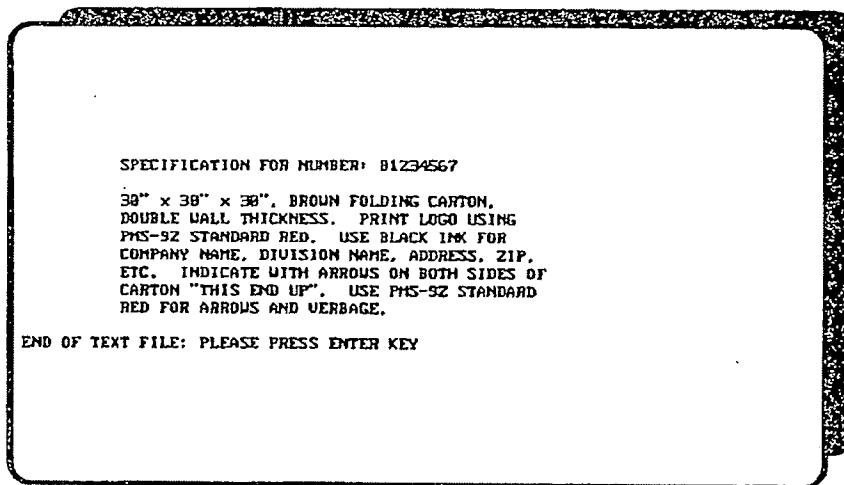 SPECIFICATION FOR NUMBER: B1234567
30" x 30" x 30", BROWN FOLDING CARTON,
DOUBLE WALL THICKNESS. PRINT LOGO USING
PMS-92 STANDARD RED. USE BLACK INK FOR
COMPANY NAME, DIVISION NAME, ADDRESS, ZIP,
ETC. INDICATE WITH ARROWS ON BOTH SIDES OF
CARTON "THIS END UP". USE PMS-92 STANDARD
RED FOR ARROWS AND VERBAGE.
END OF TEXT FILE: PLEASE PRESS ENTER KEY